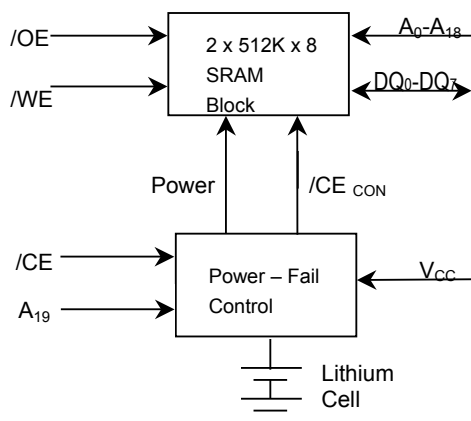 /OE
/WE
2 x 512K x 8
SRAM
Block
A0-A18
DQ0-DQ7
Power
/CE CON
/CE
A19
Power – Fail
Control
VCC
Lithium
Cell